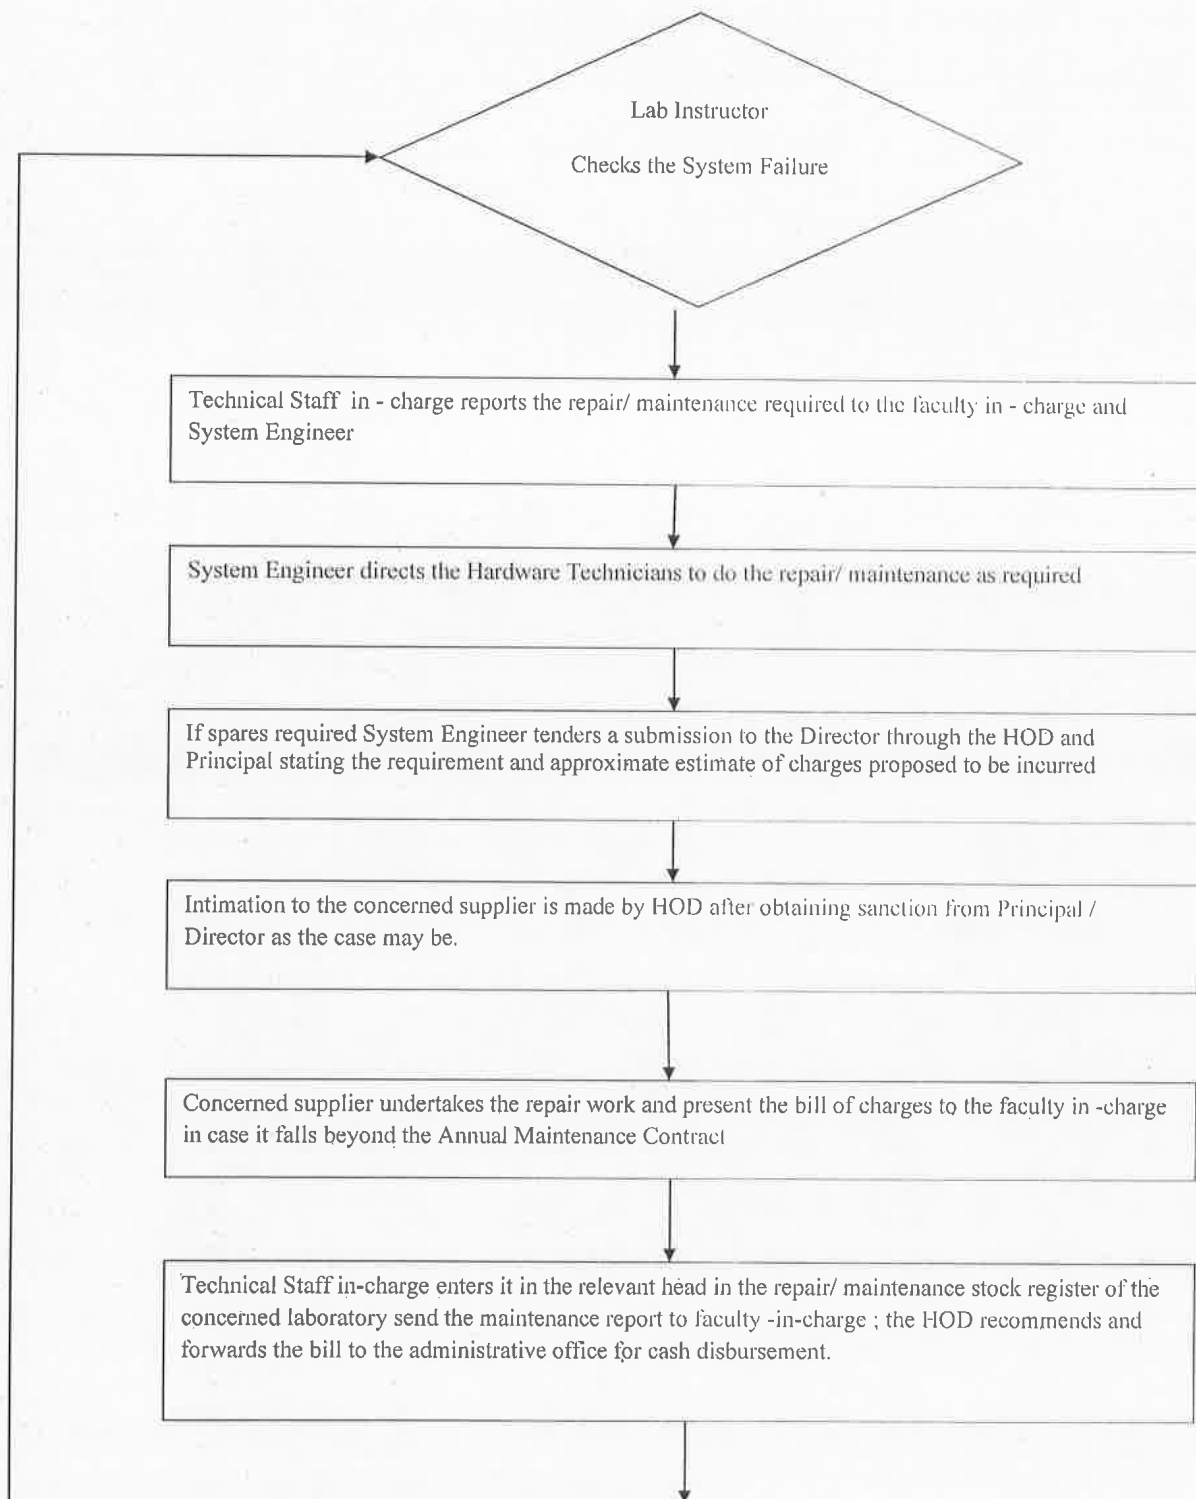 Lab Instructor
Checks the System Failure
Technical Staff in - charge reports the repair/ maintenance required to the faculty in - charge and
System Engineer
System Engineer directs the Hardware Technicians to do the repair/ maintenance as required
If spares required System Engineer tenders a submission to the Director through the HOD and
Principal stating the requirement and approximate estimate of charges proposed to be incurred
Intimation to the concerned supplier is made by HOD after obtaining sanction from Principal /
Director as the case may be.
Concerned supplier undertakes the repair work and present the bill of charges to the faculty in -charge
in case it falls beyond the Annual Maintenance Contract
Technical Staff in-charge enters it in the relevant head in the repair/ maintenance stock register of the
concerned laboratory send the maintenance report to faculty -in-charge ; the HOD recommends and
forwards the bill to the administrative office for cash disbursement.